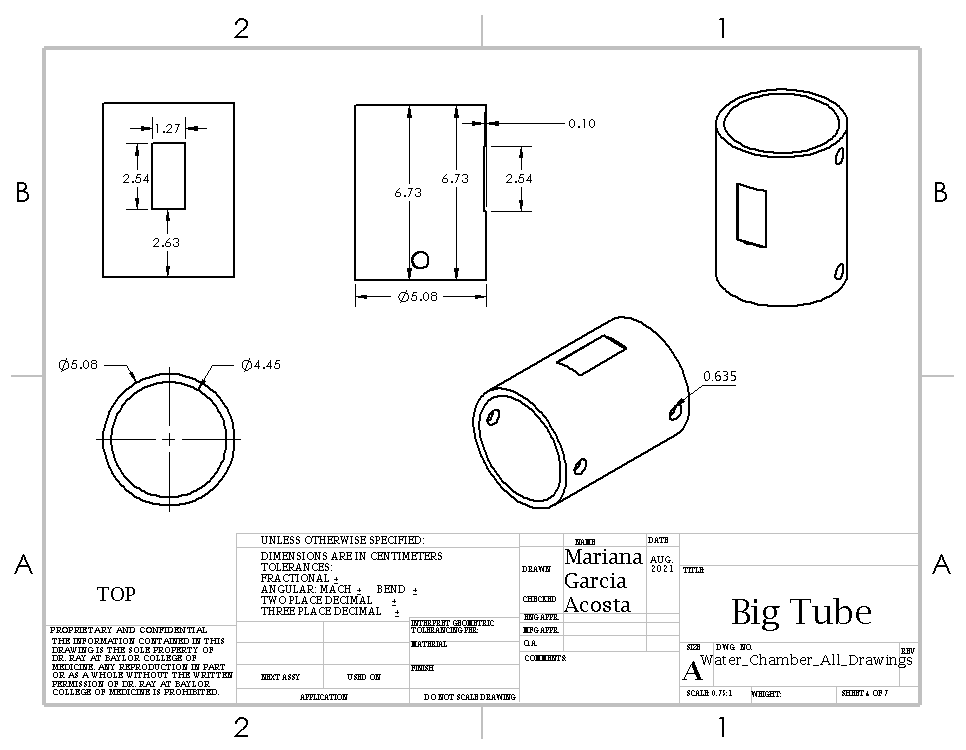 2 1
B B
1.27
2.54
2.63
6.73 6.73
0.10
2.54
Ø5.08
Ø5.08 Ø4.45
0.635
A A
TOP
PROPRIETARY AND CONFIDENTIAL
THE INFORMATION CONTAINED IN THIS
DRAWING IS THE SOLE PROPERTY OF
DR. RAY AT BAYLOR COLLEGE OF
MEDICINE. ANY REPRODUCTION IN PART
OR AS A WHOLE WITHOUT THE WRITTEN
PERMISSION OF DR. RAY AT BAYLOR
COLLEGE OF MEDICINE IS PROHIBITED.
UNLESS OTHERWISE SPECIFIED:
DIMENSIONS ARE IN CENTIMETERS
TOLERANCES:
FRACTIONAL ±
ANGULAR: MACH ± BEND ±
TWO PLACE DECIMAL ±
THREE PLACE DECIMAL ±
INTERPRET GEOMETRIC
TOLERANCING PER:
MATERIAL
FINISH
NEXT ASSY USED ON
APPLICATION
DO NOT SCALE DRAWING
NAME DATE
DRAWN
Mariana
Garcia
Acosta
AUG.
2021
CHECKED
ENG APPR.
MFG APPR.
Q.A.
COMMENTS:
TITLE:
Big Tube
SIZE DWG. NO. REV
A Water_Chamber_All_Drawings
SCALE: 0.75:1 WEIGHT: SHEET 6 OF 7
2 1